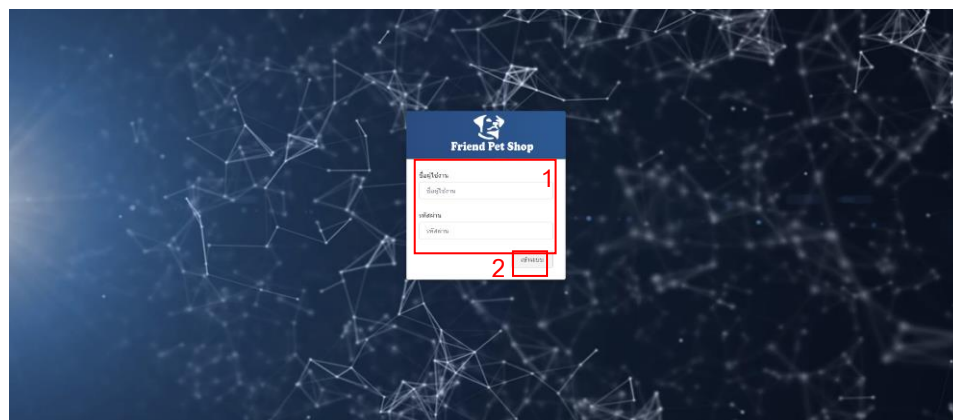 Friend Pet Shop
1
ชื่อผู้ใช้งาน
ชื่อผู้ใช้งาน
รหัสผ่าน
รหัสผ่าน
2
เข้าระบบ